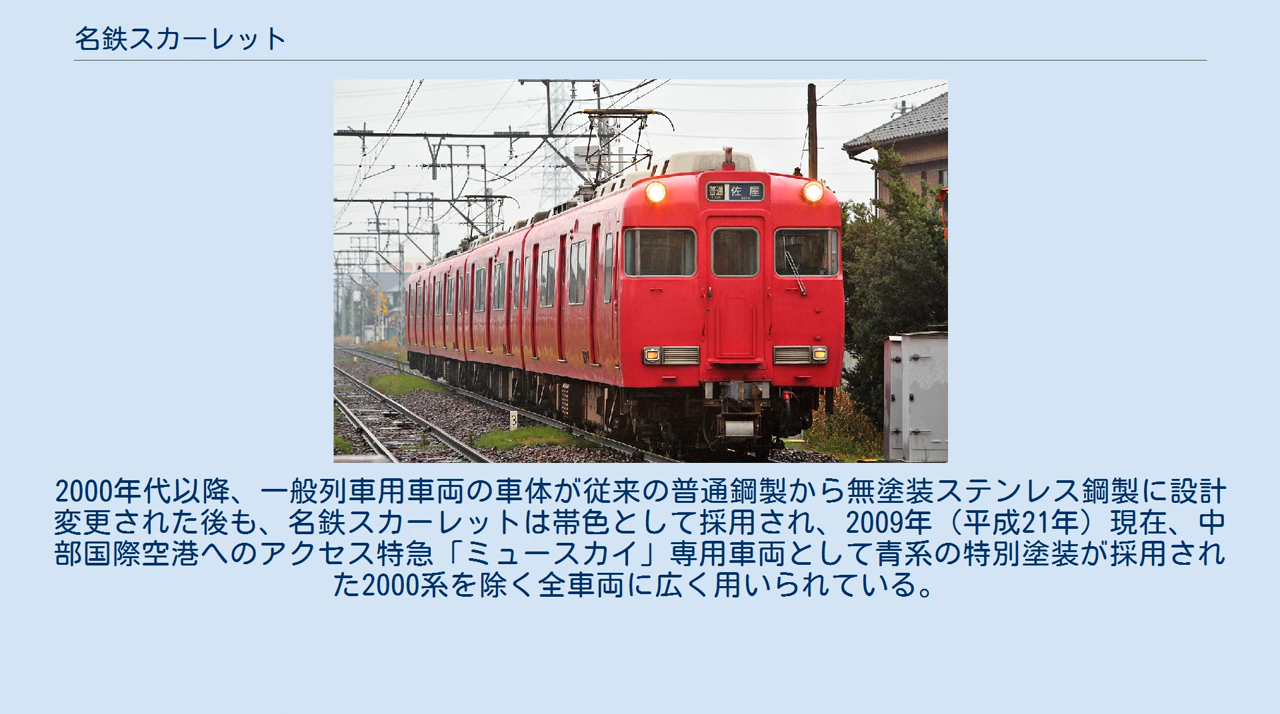 名鉄スカーレット
普通 佐屋
3
2000年代以降、一般列車用車両の車体が従来の普通鋼製から無塗装ステンレス鋼製に設計
変更された後も、名鉄スカーレットは帯色として採用され、2009年（平成21年）現在、中
部国際空港へのアクセス特急「ミュースカイ」専用車両として青系の特別塗装が採用され
た2000系を除く全車両に広く用いられている。